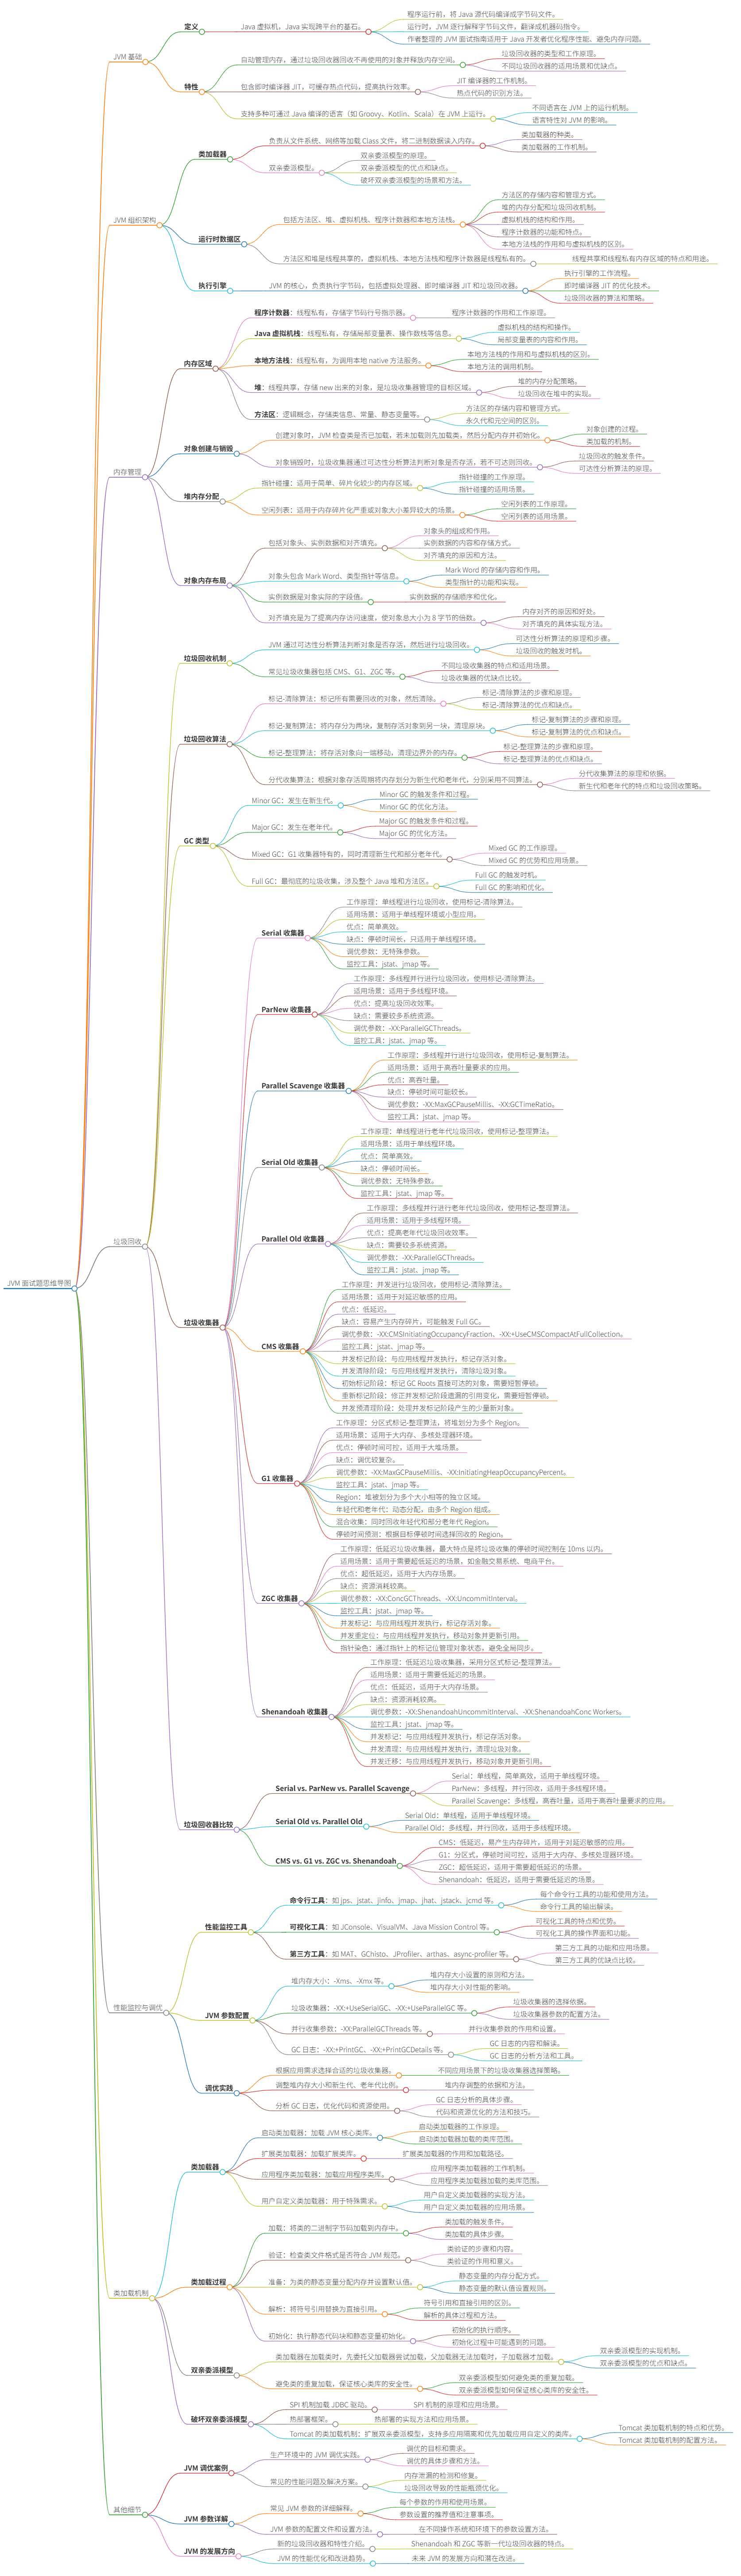 JVM 面试题思维导图
JVM 基础
定义
Java 虚拟机，Java 实现跨平台的基石。
程序运行前，将 Java 源代码编译成字节码文件。
运行时，JVM 逐行解释字节码文件，翻译成机器码指令。
作者整理的 JVM 面试指南适用于 Java 开发者优化程序性能、避免内存问题。
特性
自动管理内存，通过垃圾回收器回收不再使用的对象并释放内存空间。
垃圾回收器的类型和工作原理。
不同垃圾回收器的适用场景和优缺点。
包含即时编译器 JIT，可缓存热点代码，提高执行效率。
JIT 编译器的工作机制。
热点代码的识别方法。
支持多种可通过 Java 编译的语言（如 Groovy、Kotlin、Scala）在 JVM 上运行。
不同语言在 JVM 上的运行机制。
语言特性对 JVM 的影响。
JVM 组织架构
类加载器
负责从文件系统、网络等加载 Class 文件，将二进制数据读入内存。
类加载器的种类。
类加载器的工作机制。
双亲委派模型。
双亲委派模型的原理。
双亲委派模型的优点和缺点。
破坏双亲委派模型的场景和方法。
运行时数据区
包括方法区、堆、虚拟机栈、程序计数器和本地方法栈。
方法区的存储内容和管理方式。
堆的内存分配和垃圾回收机制。
虚拟机栈的结构和作用。
程序计数器的功能和特点。
本地方法栈的作用和与虚拟机栈的区别。
方法区和堆是线程共享的，虚拟机栈、本地方法栈和程序计数器是线程私有的。
线程共享和线程私有内存区域的特点和用途。
执行引擎
JVM 的核心，负责执行字节码，包括虚拟处理器、即时编译器 JIT 和垃圾回收器。
执行引擎的工作流程。
即时编译器 JIT 的优化技术。
垃圾回收器的算法和策略。
内存管理
内存区域
程序计数器：线程私有，存储字节码行号指示器。
程序计数器的作用和工作原理。
Java 虚拟机栈：线程私有，存储局部变量表、操作数栈等信息。
虚拟机栈的结构和操作。
局部变量表的内容和作用。
本地方法栈：线程私有，为调用本地 native 方法服务。
本地方法栈的作用和与虚拟机栈的区别。
本地方法的调用机制。
堆：线程共享，存储 new 出来的对象，是垃圾收集器管理的目标区域。
堆的内存分配策略。
垃圾回收在堆中的实现。
方法区：逻辑概念，存储类信息、常量、静态变量等。
方法区的存储内容和管理方式。
永久代和元空间的区别。
对象创建与销毁
创建对象时，JVM 检查类是否已加载，若未加载则先加载类，然后分配内存并初始化。
对象创建的过程。
类加载的机制。
对象销毁时，垃圾收集器通过可达性分析算法判断对象是否存活，若不可达则回收。
垃圾回收的触发条件。
可达性分析算法的原理。
堆内存分配
指针碰撞：适用于简单、碎片化较少的内存区域。
指针碰撞的工作原理。
指针碰撞的适用场景。
空闲列表：适用于内存碎片化严重或对象大小差异较大的场景。
空闲列表的工作原理。
空闲列表的适用场景。
对象内存布局
包括对象头、实例数据和对齐填充。
对象头的组成和作用。
实例数据的内容和存储方式。
对齐填充的原因和方法。
对象头包含 Mark Word、类型指针等信息。
Mark Word 的存储内容和作用。
类型指针的功能和实现。
实例数据是对象实际的字段值。
实例数据的存储顺序和优化。
对齐填充是为了提高内存访问速度，使对象总大小为 8 字节的倍数。
内存对齐的原因和好处。
对齐填充的具体实现方法。
垃圾回收
垃圾回收机制
JVM 通过可达性分析算法判断对象是否存活，然后进行垃圾回收。
可达性分析算法的原理和步骤。
垃圾回收的触发时机。
常见垃圾收集器包括 CMS、G1、ZGC 等。
不同垃圾收集器的特点和适用场景。
垃圾收集器的优缺点比较。
垃圾回收算法
标记-清除算法：标记所有需要回收的对象，然后清除。
标记-清除算法的步骤和原理。
标记-清除算法的优点和缺点。
标记-复制算法：将内存分为两块，复制存活对象到另一块，清理原块。
标记-复制算法的步骤和原理。
标记-复制算法的优点和缺点。
标记-整理算法：将存活对象向一端移动，清理边界外的内存。
标记-整理算法的步骤和原理。
标记-整理算法的优点和缺点。
分代收集算法：根据对象存活周期将内存划分为新生代和老年代，分别采用不同算法。
分代收集算法的原理和依据。
新生代和老年代的特点和垃圾回收策略。
GC 类型
Minor GC：发生在新生代。
Minor GC 的触发条件和过程。
Minor GC 的优化方法。
Major GC：发生在老年代。
Major GC 的触发条件和过程。
Major GC 的优化方法。
Mixed GC：G1 收集器特有的，同时清理新生代和部分老年代。
Mixed GC 的工作原理。
Mixed GC 的优势和应用场景。
Full GC：最彻底的垃圾收集，涉及整个 Java 堆和方法区。
Full GC 的触发时机。
Full GC 的影响和优化。
垃圾收集器
Serial 收集器
工作原理：单线程进行垃圾回收，使用标记-清除算法。
适用场景：适用于单线程环境或小型应用。
优点：简单高效。
缺点：停顿时间长，只适用于单线程环境。
调优参数：无特殊参数。
监控工具：jstat、jmap 等。
ParNew 收集器
工作原理：多线程并行进行垃圾回收，使用标记-清除算法。
适用场景：适用于多线程环境。
优点：提高垃圾回收效率。
缺点：需要较多系统资源。
调优参数：-XX:ParallelGCThreads。
监控工具：jstat、jmap 等。
Parallel Scavenge 收集器
工作原理：多线程并行进行垃圾回收，使用标记-复制算法。
适用场景：适用于高吞吐量要求的应用。
优点：高吞吐量。
缺点：停顿时间可能较长。
调优参数：-XX:MaxGCPauseMillis、-XX:GCTimeRatio。
监控工具：jstat、jmap 等。
Serial Old 收集器
工作原理：单线程进行老年代垃圾回收，使用标记-整理算法。
适用场景：适用于单线程环境。
优点：简单高效。
缺点：停顿时间长。
调优参数：无特殊参数。
监控工具：jstat、jmap 等。
Parallel Old 收集器
工作原理：多线程并行进行老年代垃圾回收，使用标记-整理算法。
适用场景：适用于多线程环境。
优点：提高老年代垃圾回收效率。
缺点：需要较多系统资源。
调优参数：-XX:ParallelGCThreads。
监控工具：jstat、jmap 等。
CMS 收集器
工作原理：并发进行垃圾回收，使用标记-清除算法。
适用场景：适用于对延迟敏感的应用。
优点：低延迟。
缺点：容易产生内存碎片，可能触发 Full GC。
调优参数：-XX:CMSInitiatingOccupancyFraction、-XX:+UseCMSCompactAtFullCollection。
监控工具：jstat、jmap 等。
并发标记阶段：与应用线程并发执行，标记存活对象。
并发清除阶段：与应用线程并发执行，清除垃圾对象。
初始标记阶段：标记 GC Roots 直接可达的对象，需要短暂停顿。
重新标记阶段：修正并发标记阶段遗漏的引用变化，需要短暂停顿。
并发预清理阶段：处理并发标记阶段产生的少量新对象。
G1 收集器
工作原理：分区式标记-整理算法，将堆划分为多个 Region。
适用场景：适用于大内存、多核处理器环境。
优点：停顿时间可控，适用于大堆场景。
缺点：调优较复杂。
调优参数：-XX:MaxGCPauseMillis、-XX:InitiatingHeapOccupancyPercent。
监控工具：jstat、jmap 等。
Region：堆被划分为多个大小相等的独立区域。
年轻代和老年代：动态分配，由多个 Region 组成。
混合收集：同时回收年轻代和部分老年代 Region。
停顿时间预测：根据目标停顿时间选择回收的 Region。
ZGC 收集器
工作原理：低延迟垃圾收集器，最大特点是将垃圾收集的停顿时间控制在 10ms 以内。
适用场景：适用于需要超低延迟的场景，如金融交易系统、电商平台。
优点：超低延迟，适用于大内存场景。
缺点：资源消耗较高。
调优参数：-XX:ConcGCThreads、-XX:UncommitInterval。
监控工具：jstat、jmap 等。
并发标记：与应用线程并发执行，标记存活对象。
并发重定位：与应用线程并发执行，移动对象并更新引用。
指针染色：通过指针上的标记位管理对象状态，避免全局同步。
Shenandoah 收集器
工作原理：低延迟垃圾收集器，采用分区式标记-整理算法。
适用场景：适用于需要低延迟的场景。
优点：低延迟，适用于大内存场景。
缺点：资源消耗较高。
调优参数：-XX:ShenandoahUncommitInterval、-XX:ShenandoahConc Workers。
监控工具：jstat、jmap 等。
并发标记：与应用线程并发执行，标记存活对象。
并发清理：与应用线程并发执行，清理垃圾对象。
并发迁移：与应用线程并发执行，移动对象并更新引用。
垃圾回收器比较
Serial vs. ParNew vs. Parallel Scavenge
Serial：单线程，简单高效，适用于单线程环境。
ParNew：多线程，并行回收，适用于多线程环境。
Parallel Scavenge：多线程，高吞吐量，适用于高吞吐量要求的应用。
Serial Old vs. Parallel Old
Serial Old：单线程，适用于单线程环境。
Parallel Old：多线程，并行回收，适用于多线程环境。
CMS vs. G1 vs. ZGC vs. Shenandoah
CMS：低延迟，易产生内存碎片，适用于对延迟敏感的应用。
G1：分区式，停顿时间可控，适用于大内存、多核处理器环境。
ZGC：超低延迟，适用于需要超低延迟的场景。
Shenandoah：低延迟，适用于需要低延迟的场景。
性能监控与调优
性能监控工具
命令行工具：如 jps、jstat、jinfo、jmap、jhat、jstack、jcmd 等。
每个命令行工具的功能和使用方法。
命令行工具的输出解读。
可视化工具：如 JConsole、VisualVM、Java Mission Control 等。
可视化工具的特点和优势。
可视化工具的操作界面和功能。
第三方工具：如 MAT、GChisto、JProfiler、arthas、async-profiler 等。
第三方工具的功能和应用场景。
第三方工具的优缺点比较。
JVM 参数配置
堆内存大小：-Xms、-Xmx 等。
堆内存大小设置的原则和方法。
堆内存大小对性能的影响。
垃圾收集器：-XX:+UseSerialGC、-XX:+UseParallelGC 等。
垃圾收集器的选择依据。
垃圾收集器参数的配置方法。
并行收集参数：-XX:ParallelGCThreads 等。
并行收集参数的作用和设置。
GC 日志：-XX:+PrintGC、-XX:+PrintGCDetails 等。
GC 日志的内容和解读。
GC 日志的分析方法和工具。
调优实践
根据应用需求选择合适的垃圾收集器。
不同应用场景下的垃圾收集器选择策略。
调整堆内存大小和新生代、老年代比例。
堆内存调整的依据和方法。
分析 GC 日志，优化代码和资源使用。
GC 日志分析的具体步骤。
代码和资源优化的方法和技巧。
类加载机制
类加载器
启动类加载器：加载 JVM 核心类库。
启动类加载器的工作原理。
启动类加载器加载的类库范围。
扩展类加载器：加载扩展类库。
扩展类加载器的作用和加载路径。
应用程序类加载器：加载应用程序类库。
应用程序类加载器的工作机制。
应用程序类加载器加载的类库范围。
用户自定义类加载器：用于特殊需求。
用户自定义类加载器的实现方法。
用户自定义类加载器的应用场景。
类加载过程
加载：将类的二进制字节码加载到内存中。
类加载的触发条件。
类加载的具体步骤。
验证：检查类文件格式是否符合 JVM 规范。
类验证的步骤和内容。
类验证的作用和意义。
准备：为类的静态变量分配内存并设置默认值。
静态变量的内存分配方式。
静态变量的默认值设置规则。
解析：将符号引用替换为直接引用。
符号引用和直接引用的区别。
解析的具体过程和方法。
初始化：执行静态代码块和静态变量初始化。
初始化的执行顺序。
初始化过程中可能遇到的问题。
双亲委派模型
类加载器在加载类时，先委托父加载器尝试加载，父加载器无法加载时，子加载器才加载。
双亲委派模型的实现机制。
双亲委派模型的优点和缺点。
避免类的重复加载，保证核心类库的安全性。
双亲委派模型如何避免类的重复加载。
双亲委派模型如何保证核心类库的安全性。
破坏双亲委派模型
SPI 机制加载 JDBC 驱动。
SPI 机制的原理和应用场景。
热部署框架。
热部署的实现方法和应用场景。
Tomcat 的类加载机制：扩展双亲委派模型，支持多应用隔离和优先加载应用自定义的类库。
Tomcat 类加载机制的特点和优势。
Tomcat 类加载机制的配置方法。
其他细节
JVM 调优案例
生产环境中的 JVM 调优实践。
调优的目标和需求。
调优的具体步骤和方法。
常见的性能问题及解决方案。
内存泄漏的检测和修复。
垃圾回收导致的性能瓶颈优化。
JVM 参数详解
常见 JVM 参数的详细解释。
每个参数的作用和使用场景。
参数设置的推荐值和注意事项。
JVM 参数的配置文件和设置方法。
在不同操作系统和环境下的参数设置方法。
JVM 的发展方向
新的垃圾回收器和特性介绍。
Shenandoah 和 ZGC 等新一代垃圾回收器的特点。
JVM 的性能优化和改进趋势。
未来 JVM 的发展方向和潜在改进。